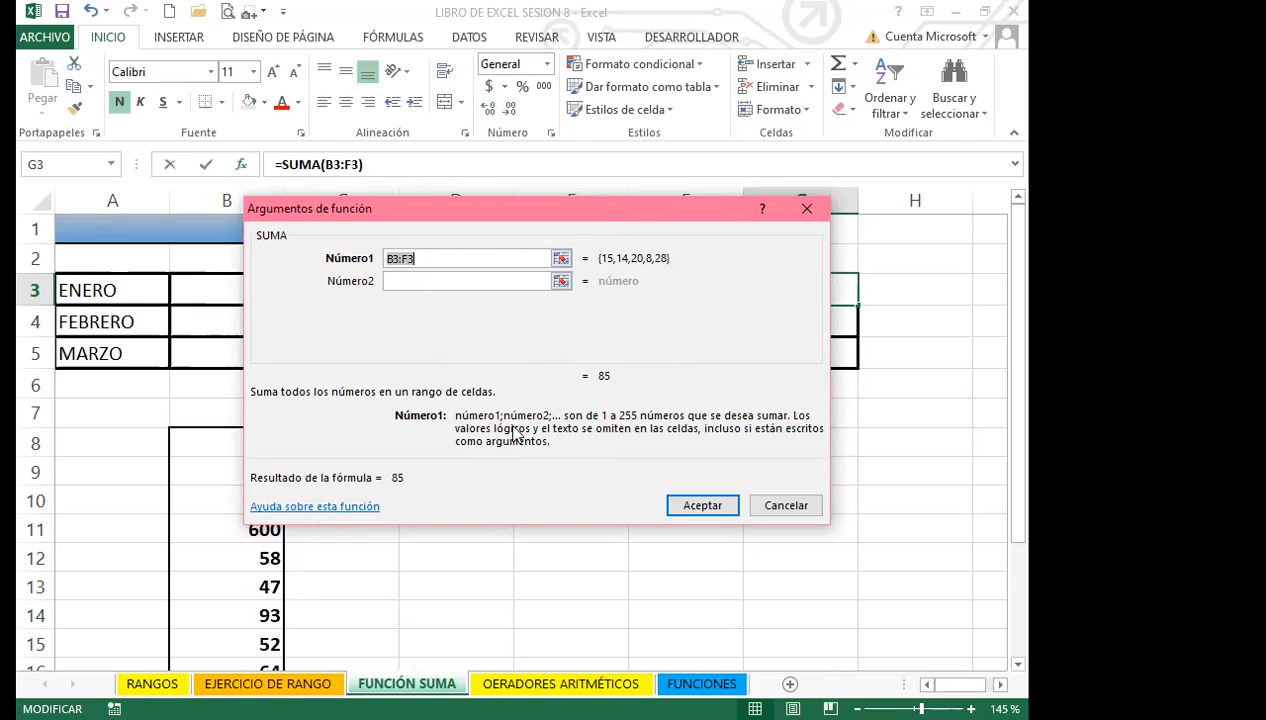 LIBRO DE EXCEL SESION 8 - Excel
ARCHIVO INICIO INSERTAR DISEÑO DE PÁGINA FÓRMULAS DATOS REVISAR VISTA DESARROLLADOR Cuenta Microsoft
Pegar
Calibri 11
N K S
General
$ % 000
Formato condicional
Dar formato como tabla
Estilos de celda
Insertar
Eliminar
Formato
Ordenar y filtrar
Buscar y seleccionar
Portapapeles Fuente Alineación Número Estilos Celdas Modificar
G3 fx =SUMA(B3:F3)
A B H
1
2
3 ENERO
4 FEBRERO
5 MARZO
6
7
8
9
10
11 600
12 58
13 47
14 93
15 52
Argumentos de función ?
SUMA
Número1 B3:F3 = {15,14,20,8,28}
Número2 = número
= 85
Suma todos los números en un rango de celdas.
Número1: número1;número2;... son de 1 a 255 números que se desea sumar. Los
valores lógicos y el texto se omiten en las celdas, incluso si están escritos
como argumentos.
Resultado de la fórmula = 85
Ayuda sobre esta función Aceptar Cancelar
RANGOS EJERCICIO DE RANGO FUNCIÓN SUMA OERADORES ARITMÉTICOS FUNCIONES
MODIFICAR 145 %